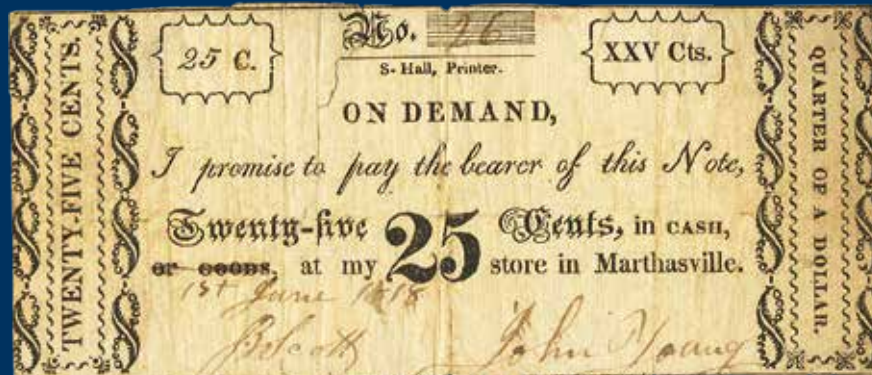 TWENTY-FIVE CENTS.
25 C.
No. 26
S. Hall, Printer.
XXV Cts.
ON DEMAND,
I promise to pay the bearer of this Note,
Twenty-five 25 Cents, in CASH,
or GOODS, at my store in Marthasville.
1st June 1818
John Young
QUARTER OF A DOLLAR.